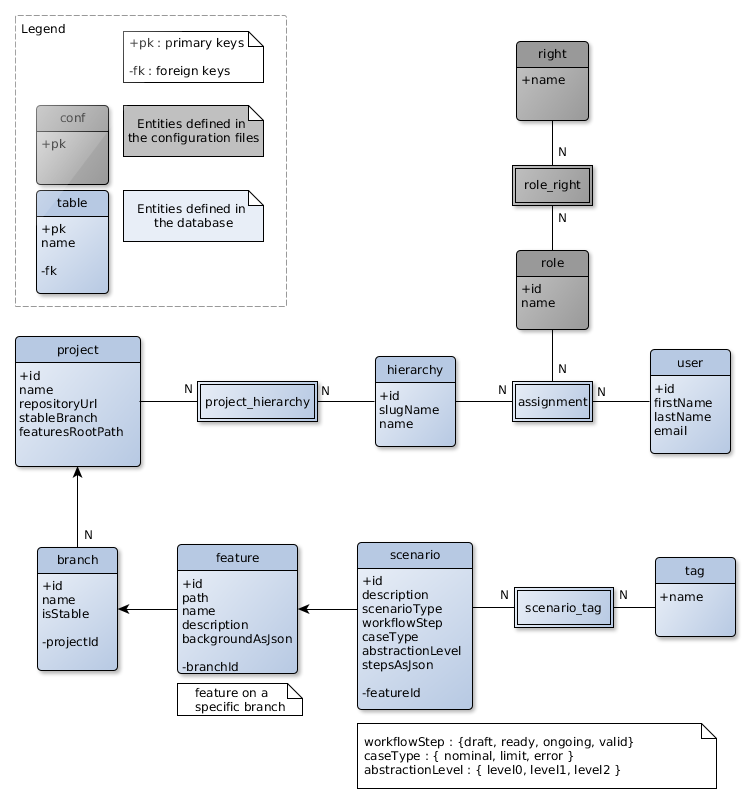 Legend
+pk : primary keys
-fk : foreign keys
conf
+pk
Entities defined in
the configuration files
table
+pk
name
-fk
Entities defined in
the database
right
+name
N
role_right
N
role
+id
name
N
project
+id
name
repositoryUrl
stableBranch
featuresRootPath
N
project_hierarchy
N
hierarchy
+id
slugName
name
N
assignment
N
user
+id
firstName
lastName
email
N
branch
+id
name
isStable
-projectId
feature
+id
path
name
description
backgroundAsJson
-branchId
feature on a
specific branch
scenario
+id
description
scenarioType
workflowStep
caseType
abstractionLevel
stepsAsJson
-featureId
N
scenario_tag
N
tag
+name
workflowStep : {draft, ready, ongoing, valid}
caseType : { nominal, limit, error }
abstractionLevel : { level0, level1, level2 }